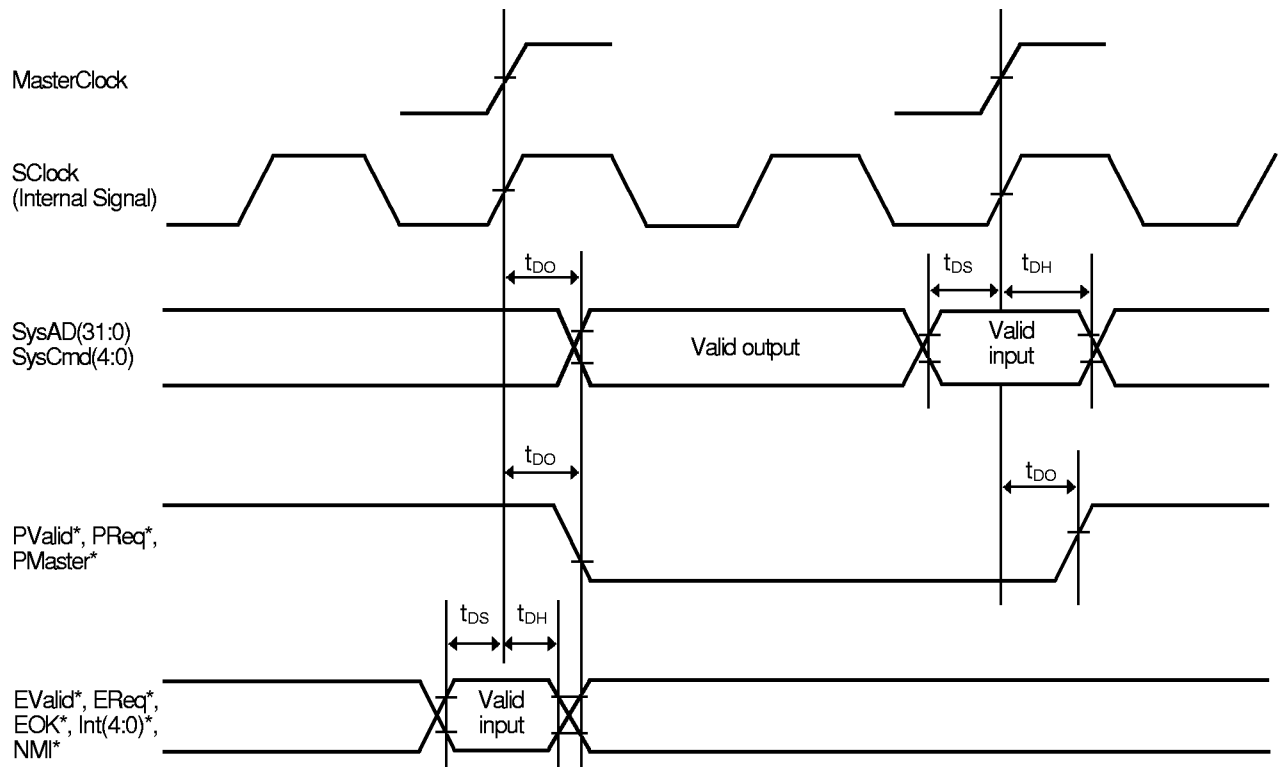 MasterClock
SClock
(Internal Signal)
tDO
tDS
tDH
SysAD(31:0)
SysCmd(4:0)
Valid output
Valid
input
tDO
tDO
PValid*, PReq*,
PMaster*
tDS
tDH
EValid*, EReq*,
EOK*, Int(4:0)*,
NMI*
Valid
input